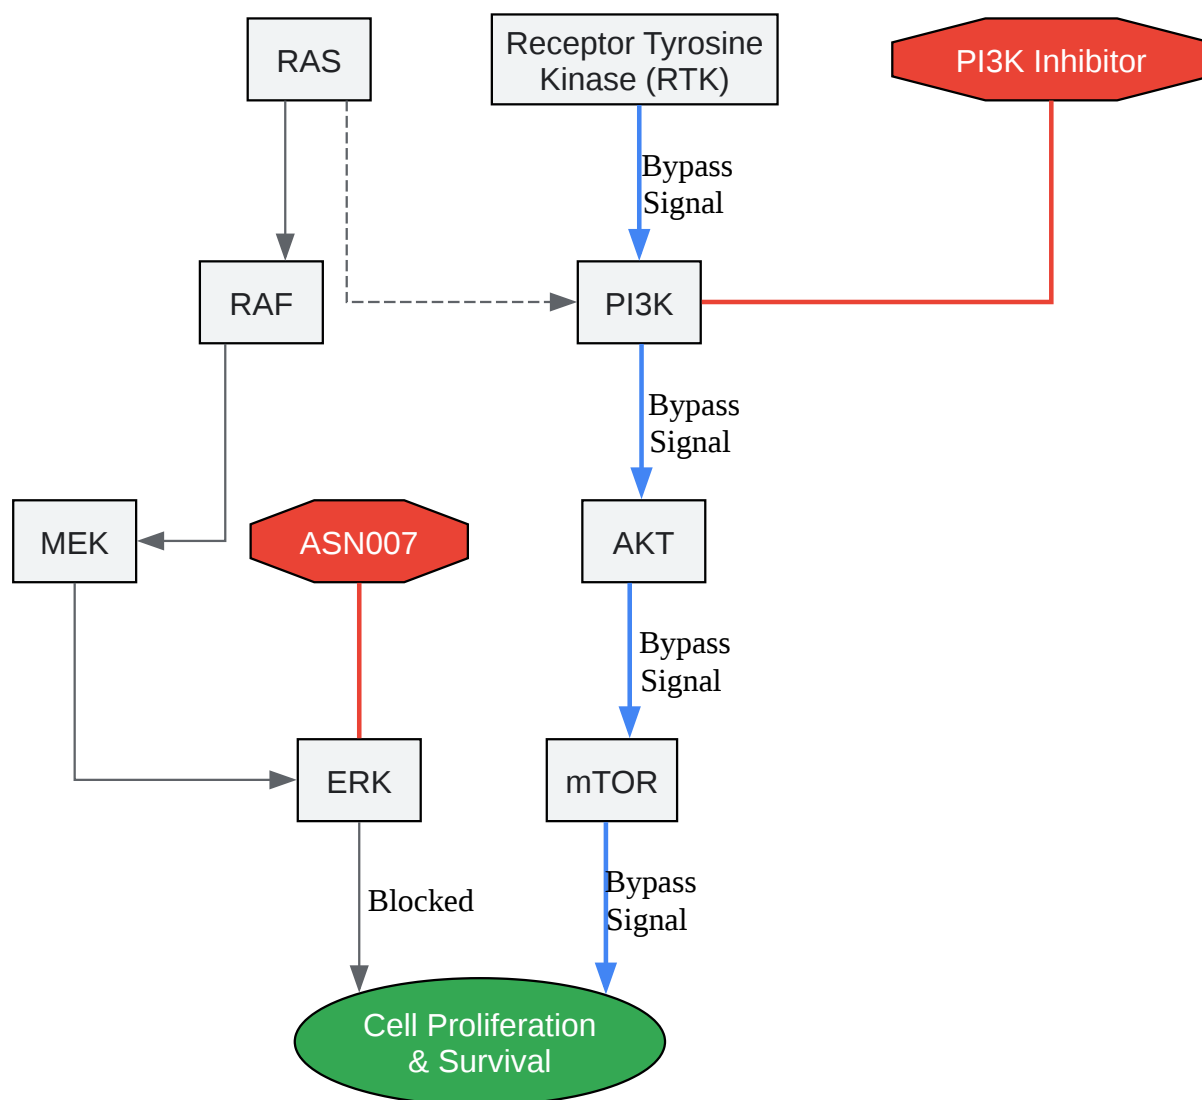 RAS
Receptor Tyrosine
Kinase (RTK)
PI3K Inhibitor
Bypass
Signal
RAF
PI3K
Bypass
Signal
MEK
ASN007
AKT
Bypass
Signal
ERK
mTOR
Blocked
Bypass
Signal
Cell Proliferation
& Survival